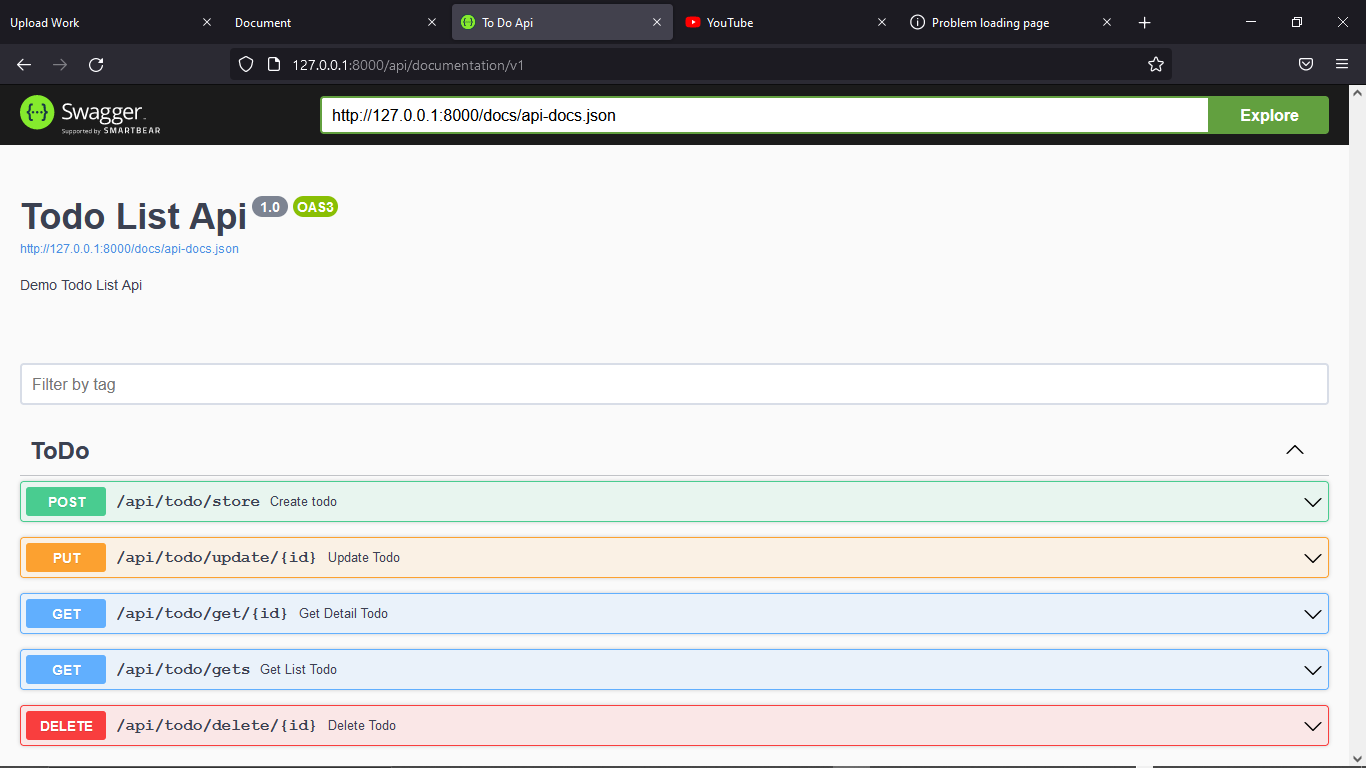 Upload Work
Document
To Do Api
YouTube
Problem loading page
127.0.0.1:8000/api/documentation/v1
Swagger
Supported by SMARTBEAR
http://127.0.0.1:8000/docs/api-docs.json
Explore
Todo List Api 1.0 OAS3
http://127.0.0.1:8000/docs/api-docs.json
Demo Todo List Api
Filter by tag
ToDo
POST /api/todo/store Create todo
PUT /api/todo/update/{id} Update Todo
GET /api/todo/get/{id} Get Detail Todo
GET /api/todo/gets Get List Todo
DELETE /api/todo/delete/{id} Delete Todo